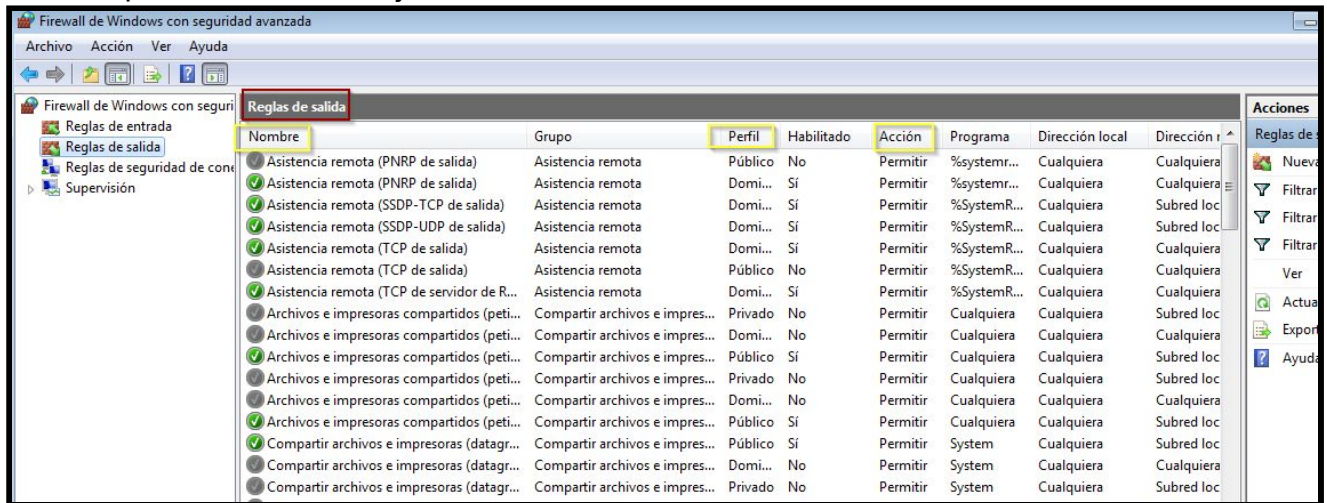 Firewall de Windows con seguridad avanzada
Archivo Acción Ver Ayuda
Firewall de Windows con seguri
Reglas de entrada
Reglas de salida
Reglas de seguridad de cone
Supervisión
Reglas de salida
Nombre Grupo Perfil Habilitado Acción Programa Dirección local Dirección r
Asistencia remota (PNRP de salida) Asistencia remota Público No Permitir %systemr... Cualquiera Cualquiera
Asistencia remota (PNRP de salida) Asistencia remota Domi... Sí Permitir %systemr... Cualquiera Cualquiera
Asistencia remota (SSDP-TCP de salida) Asistencia remota Domi... Sí Permitir %SystemR... Cualquiera Subred loc
Asistencia remota (SSDP-UDP de salida) Asistencia remota Domi... Sí Permitir %SystemR... Cualquiera Subred loc
Asistencia remota (TCP de salida) Asistencia remota Domi... Sí Permitir %SystemR... Cualquiera Cualquiera
Asistencia remota (TCP de salida) Asistencia remota Público No Permitir %SystemR... Cualquiera Cualquiera
Asistencia remota (TCP de servidor de R... Asistencia remota Domi... Sí Permitir %SystemR... Cualquiera Cualquiera
Archivos e impresoras compartidos (peti... Compartir archivos e impres... Privado No Permitir Cualquiera Cualquiera Subred loc
Archivos e impresoras compartidos (peti... Compartir archivos e impres... Domi... No Permitir Cualquiera Cualquiera Cualquiera
Archivos e impresoras compartidos (peti... Compartir archivos e impres... Público Sí Permitir Cualquiera Cualquiera Subred loc
Archivos e impresoras compartidos (peti... Compartir archivos e impres... Privado No Permitir Cualquiera Cualquiera Subred loc
Archivos e impresoras compartidos (peti... Compartir archivos e impres... Domi... No Permitir Cualquiera Cualquiera Cualquiera
Archivos e impresoras compartidos (peti... Compartir archivos e impres... Público Sí Permitir Cualquiera Cualquiera Subred loc
Compartir archivos e impresoras (datagr... Compartir archivos e impres... Público Sí Permitir System Cualquiera Subred loc
Compartir archivos e impresoras (datagr... Compartir archivos e impres... Domi... No Permitir System Cualquiera Cualquiera
Compartir archivos e impresoras (datagr... Compartir archivos e impres... Privado No Permitir System Cualquiera Subred loc
Acciones
Reglas de s
Nueva
Filtrar
Filtrar
Filtrar
Ver
Actua
Export
Ayuda